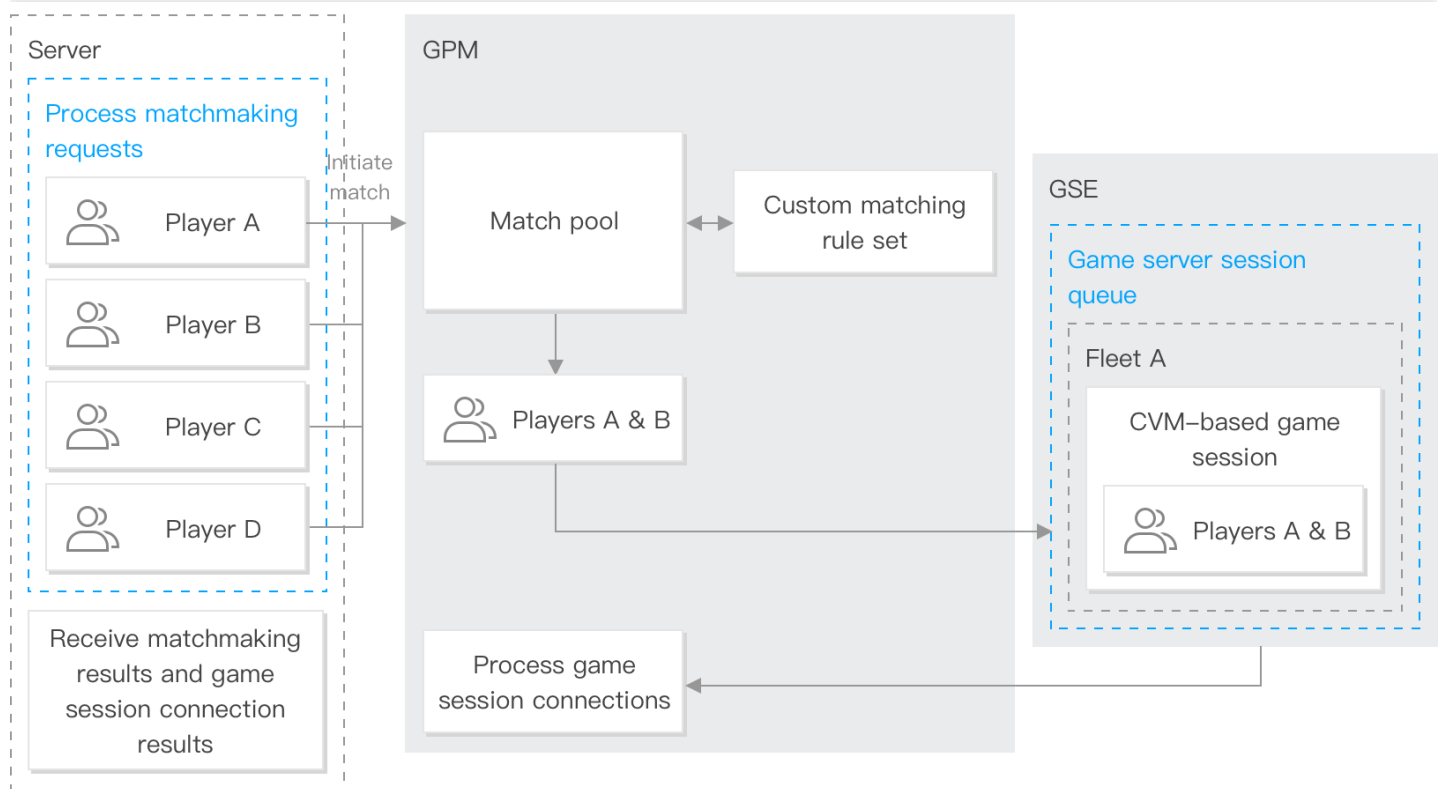 Server
Process matchmaking
requests
Player A
Player B
Player C
Player D
Receive matchmaking
results and game
session connection
results
Initiate
match
GPM
Match pool
Custom matching
rule set
Players A & B
Process game
session connections
GSE
Game server session
queue
Fleet A
CVM-based game
session
Players A & B